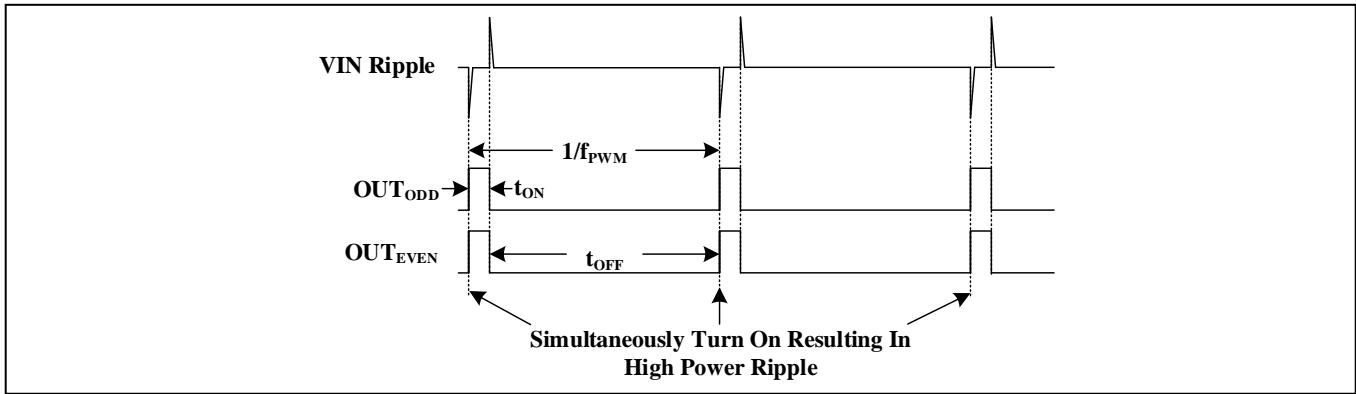 VIN Ripple
1/fPWM
OUTODD
tON
OUTEVEN
tOFF
Simultaneously Turn On Resulting In
High Power Ripple